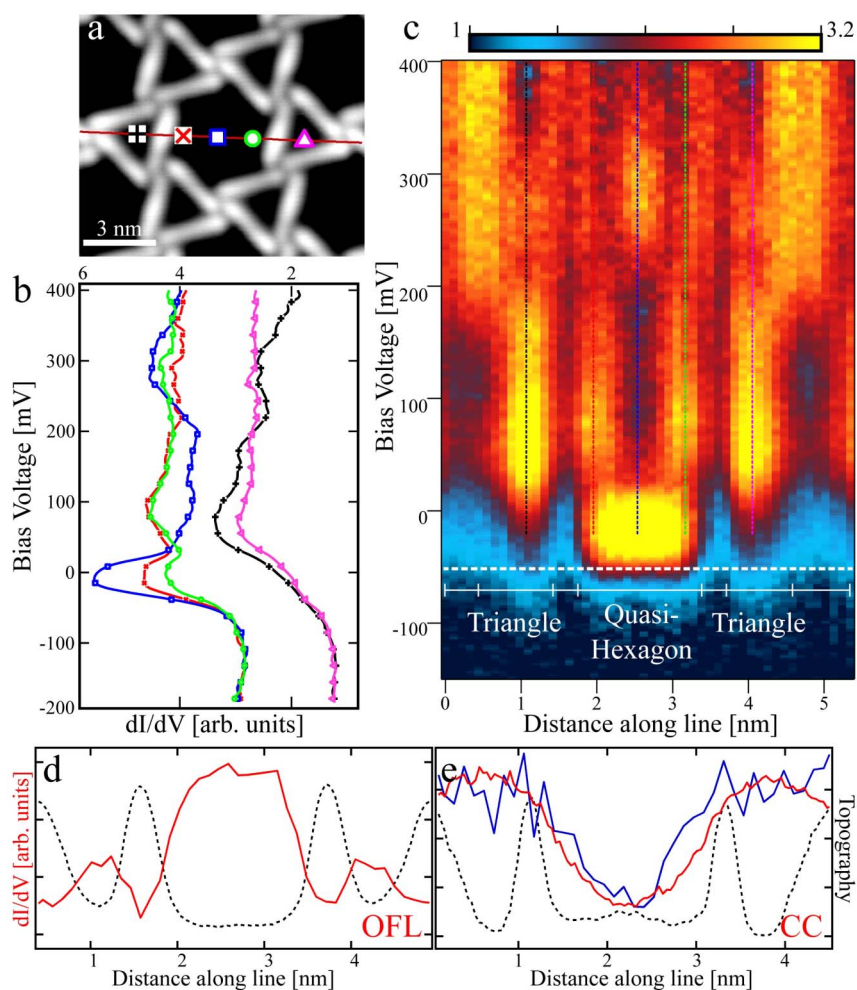 a
3 nm
b
6 4 2
400
300
200
100
0
-100
-200
Bias Voltage [mV]
dI/dV [arb. units]
c
1 3.2
400
300
200
100
0
-100
Bias Voltage [mV]
Triangle
Quasi-
Hexagon
Triangle
0 1 2 3 4 5
Distance along line [nm]
d
dI/dV [arb. units]
OFL
1 2 3 4
Distance along line [nm]
e
CC
Topography
0 1 2 3 4
Distance along line [nm]